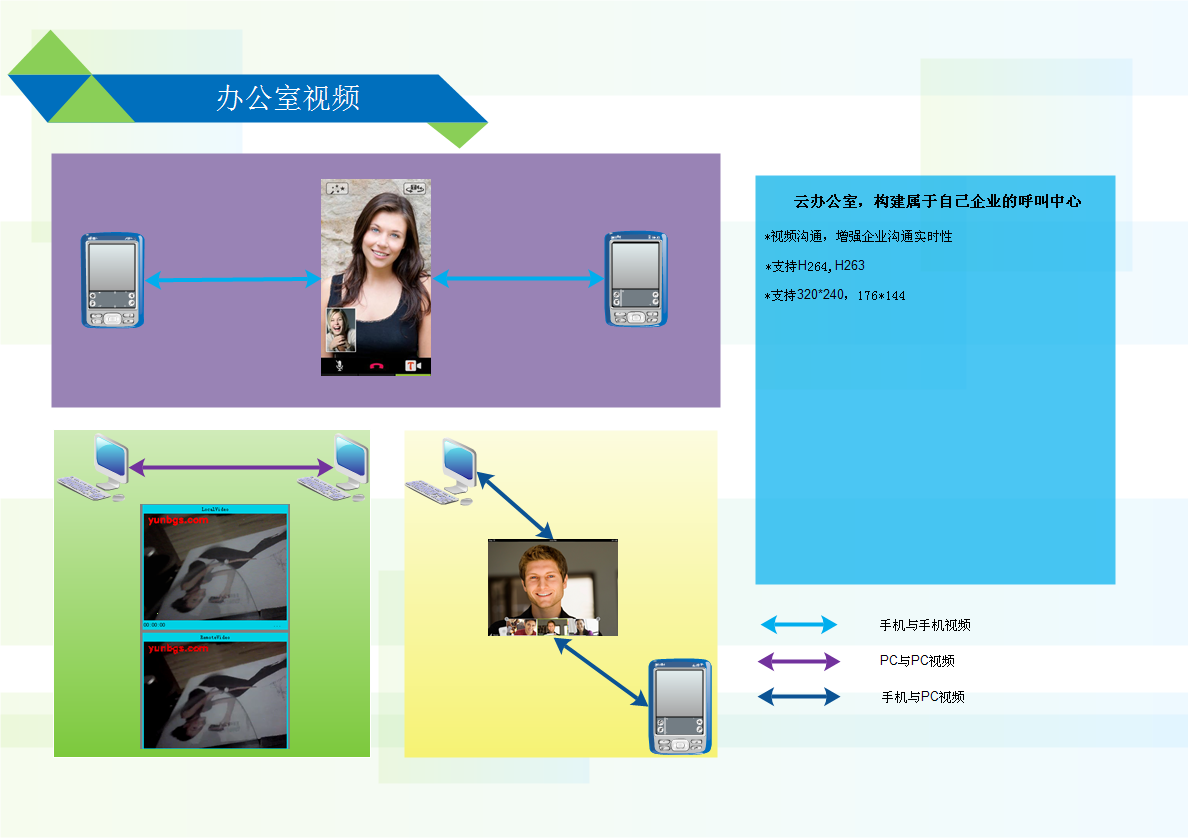 办公室视频
云办公室，构建属于自己企业的呼叫中心
*视频沟通，增强企业沟通实时性
*支持H264, H263
*支持320*240，176*144
LocalVideo
yunbgs.com
00:00:00
RemoteVideo
yunbgs.com
手机与手机视频
PC与PC视频
手机与PC视频